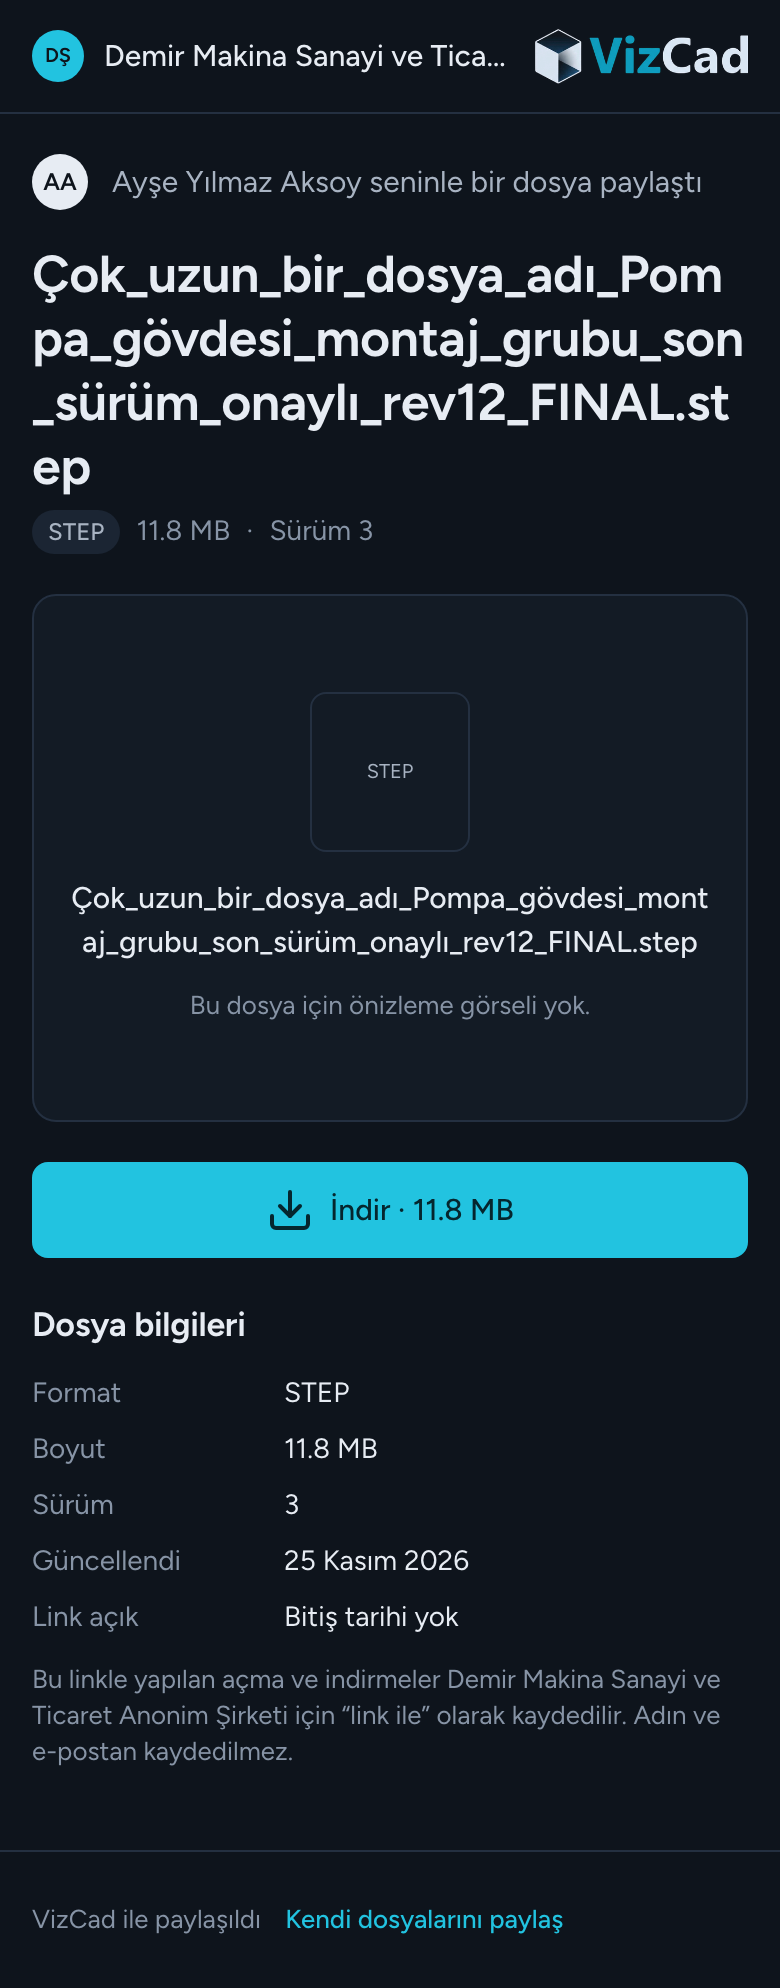 DŞ Demir Makina Sanayi ve Tica... VizCad
AA Ayşe Yılmaz Aksoy seninle bir dosya paylaştı
Çok_uzun_bir_dosya_adı_Pom
pa_gövdesi_montaj_grubu_son
_sürüm_onaylı_rev12_FINAL.st
ep
STEP 11.8 MB · Sürüm 3
STEP
Çok_uzun_bir_dosya_adı_Pompa_gövdesi_mont
aj_grubu_son_sürüm_onaylı_rev12_FINAL.step
Bu dosya için önizleme görseli yok.
İndir · 11.8 MB
Dosya bilgileri
Format STEP
Boyut 11.8 MB
Sürüm 3
Güncellendi 25 Kasım 2026
Link açık Bitiş tarihi yok
Bu linkle yapılan açma ve indirmeler Demir Makina Sanayi ve
Ticaret Anonim Şirketi için “link ile” olarak kaydedilir. Adın ve
e-postan kaydedilmez.
VizCad ile paylaşıldı Kendi dosyalarını paylaş